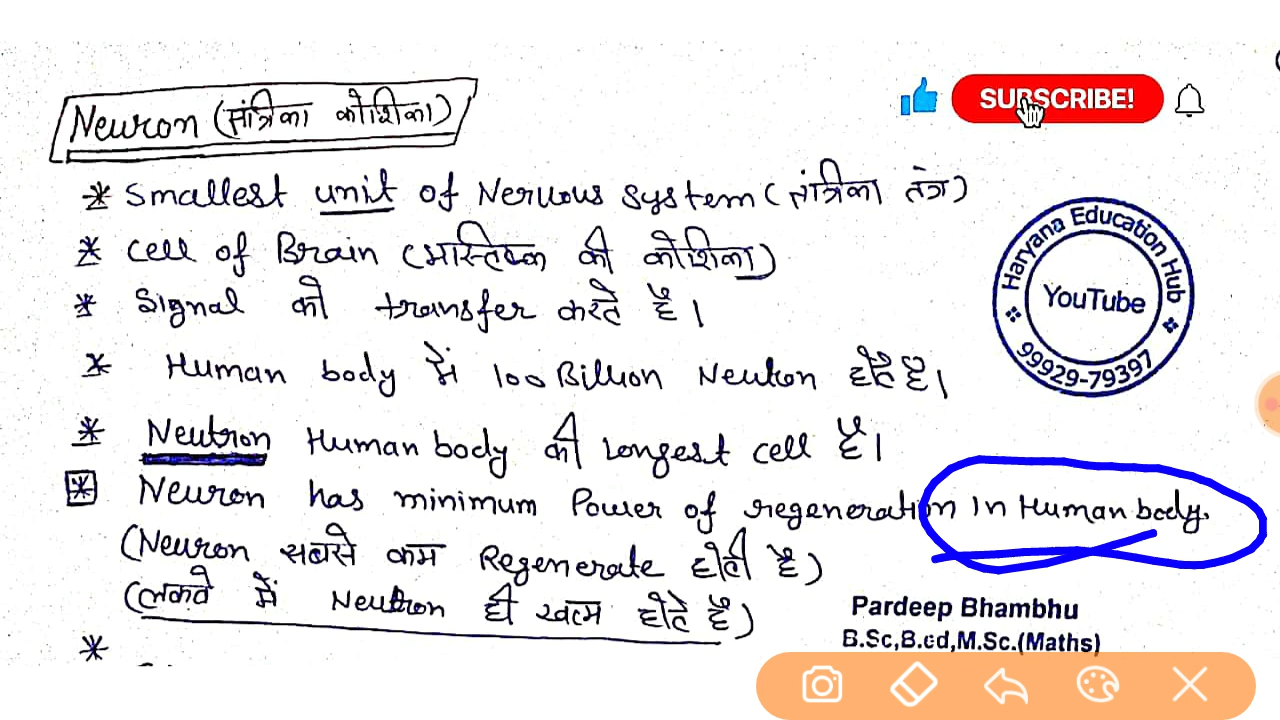 Neuron (तंत्रिका कोशिका)
SUBSCRIBE!
* Smallest unit of Nervous System (तंत्रिका तंत्र)
* Cell of Brain (मस्तिष्क की कोशिका)
* Signal को transfer करते है।
* Human body में 100 Billion Neuron होते है।
* Neutron Human body की longest cell है।
* Neuron has minimum Power of regeneration in Human body.
(Neuron सबसे कम Regenerate होती है)
(लकवे में Neutron ही खत्म होते है)
*
Haryana Education Hub
YouTube
99929-79397
Pardeep Bhambhu
B.Sc,B.ed,M.Sc.(Maths)